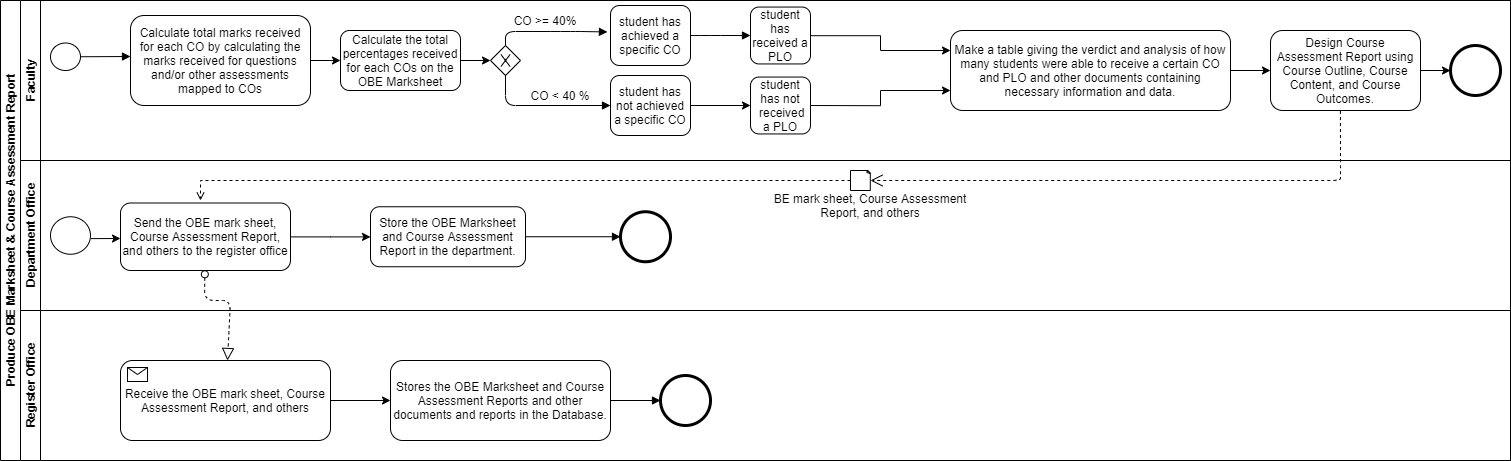 Produce OBE Marksheet & Course Assessment Report
Faculty
Calculate total marks received
for each CO by calculating the
marks received for questions
and/or other assessments
mapped to COs
Calculate the total
percentages received
for each COs on the
OBE Marksheet
CO >= 40%
CO < 40 %
student has
achieved a
a specific CO
student has
not achieved
a specific CO
student
has
received a
PLO
student
has not
received
a PLO
Make a table giving the verdict and analysis of how
many students were able to receive a certain CO
and PLO and other documents containing
necessary information and data.
Design Course
Assessment Report using
Course Outline, Course
Content, and Course
Outcomes.
Department Office
BE mark sheet, Course Assessment
Report, and others
Send the OBE mark sheet,
Course Assessment Report,
and others to the register office
Store the OBE Marksheet
and Course Assessment
Report in the department.
Register Office
Receive the OBE mark sheet, Course
Assessment Report, and others
Stores the OBE Marksheet and Course
Assessment Reports and other
documents and reports in the Database.